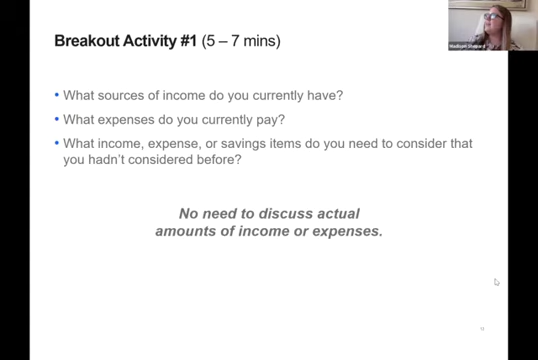 Breakout Activity #1 (5 – 7 mins)
• What sources of income do you currently have?
• What expenses do you currently pay?
• What income, expense, or savings items do you need to consider that
you hadn't considered before?
No need to discuss actual
amounts of income or expenses.